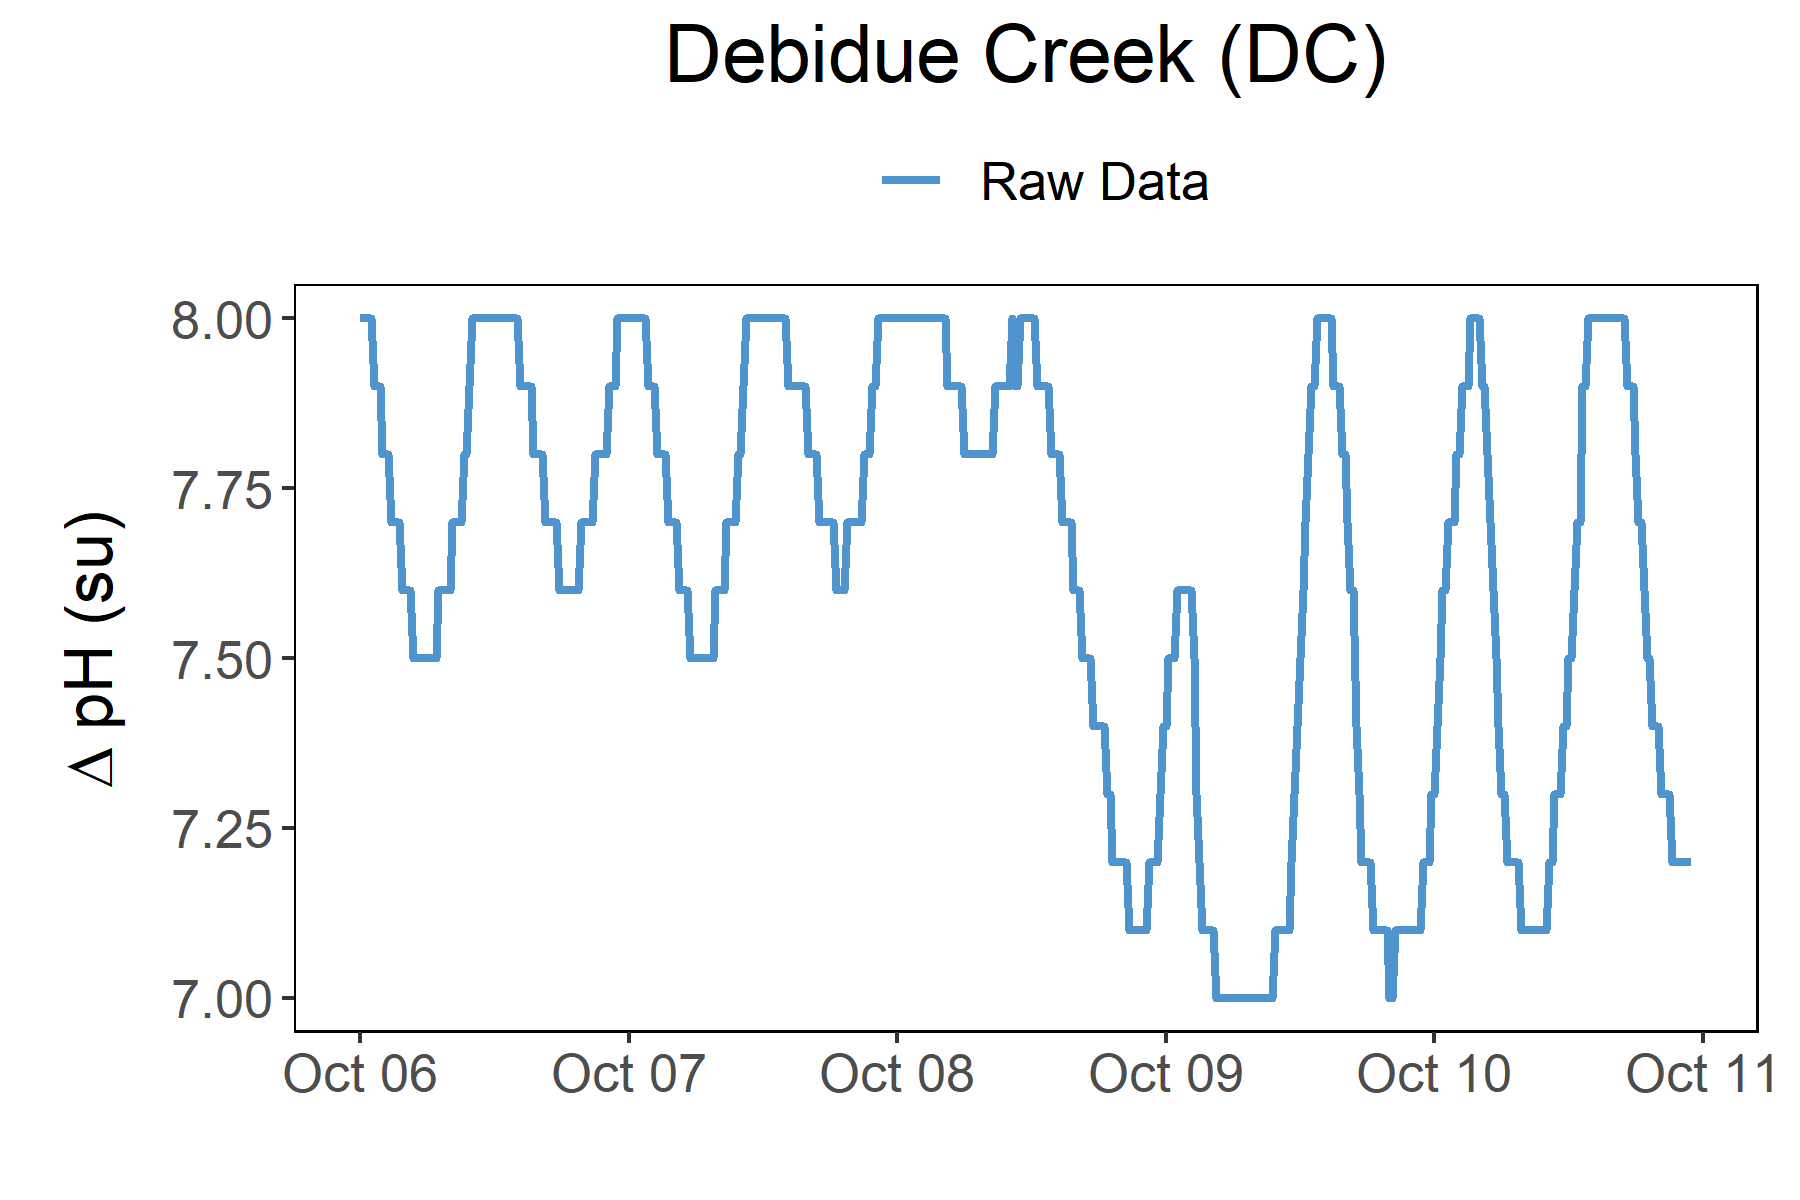 Debidue Creek (DC)
Raw Data
Δ pH (su)
8.00
7.75
7.50
7.25
7.00
Oct 06 Oct 07 Oct 08 Oct 09 Oct 10 Oct 11